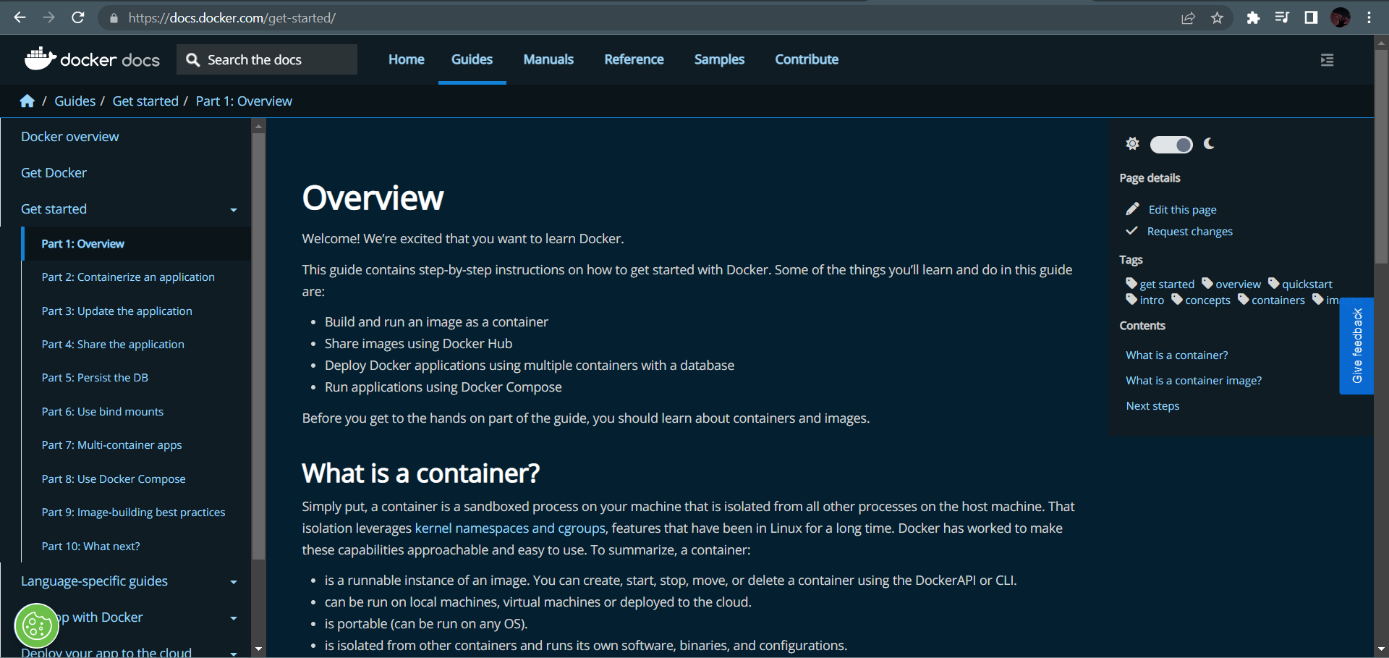 https://docs.docker.com/get-started/
docker docs
Search the docs
Home Guides Manuals Reference Samples Contribute
/ Guides / Get started / Part 1: Overview
Docker overview
Get Docker
Get started
Part 1: Overview
Part 2: Containerize an application
Part 3: Update the application
Part 4: Share the application
Part 5: Persist the DB
Part 6: Use bind mounts
Part 7: Multi-container apps
Part 8: Use Docker Compose
Part 9: Image-building best practices
Part 10: What next?
Language-specific guides
op with Docker
Deploy your app to the cloud
Overview
Welcome! We’re excited that you want to learn Docker.
This guide contains step-by-step instructions on how to get started with Docker. Some of the things you’ll learn and do in this guide
are:
• Build and run an image as a container
• Share images using Docker Hub
• Deploy Docker applications using multiple containers with a database
• Run applications using Docker Compose
Before you get to the hands on part of the guide, you should learn about containers and images.
What is a container?
Simply put, a container is a sandboxed process on your machine that is isolated from all other processes on the host machine. That
isolation leverages kernel namespaces and cgroups, features that have been in Linux for a long time. Docker has worked to make
these capabilities approachable and easy to use. To summarize, a container:
• is a runnable instance of an image. You can create, start, stop, move, or delete a container using the DockerAPI or CLI.
• can be run on local machines, virtual machines or deployed to the cloud.
• is portable (can be run on any OS).
• is isolated from other containers and runs its own software, binaries, and configurations.
Page details
Edit this page
Request changes
Tags
get started overview quickstart
intro concepts containers im
Contents
What is a container?
What is a container image?
Next steps
Give feedback